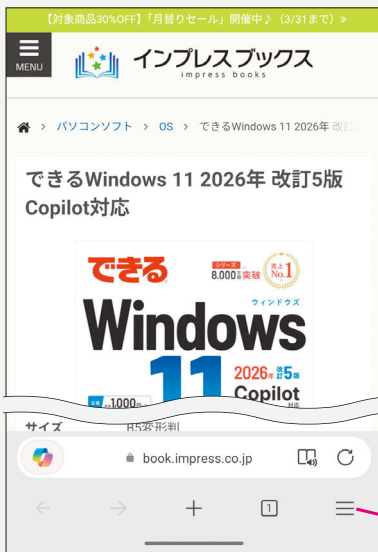 【対象商品30%OFF】「月替りセール」開催中♪（3/31まで）»
MENU
インプレスブックス
impress books
> パソコンソフト > OS > できるWindows 11 2026年 改訂
できるWindows 11 2026年 改訂5版
Copilot対応
できる
シリーズ
8,000万突破
売上
No.1
ウィンドウズ
Windows
11
2026年 改訂5版
Copilot
対応
1,000
サイズ
B5変形判
book.impress.co.jp
1